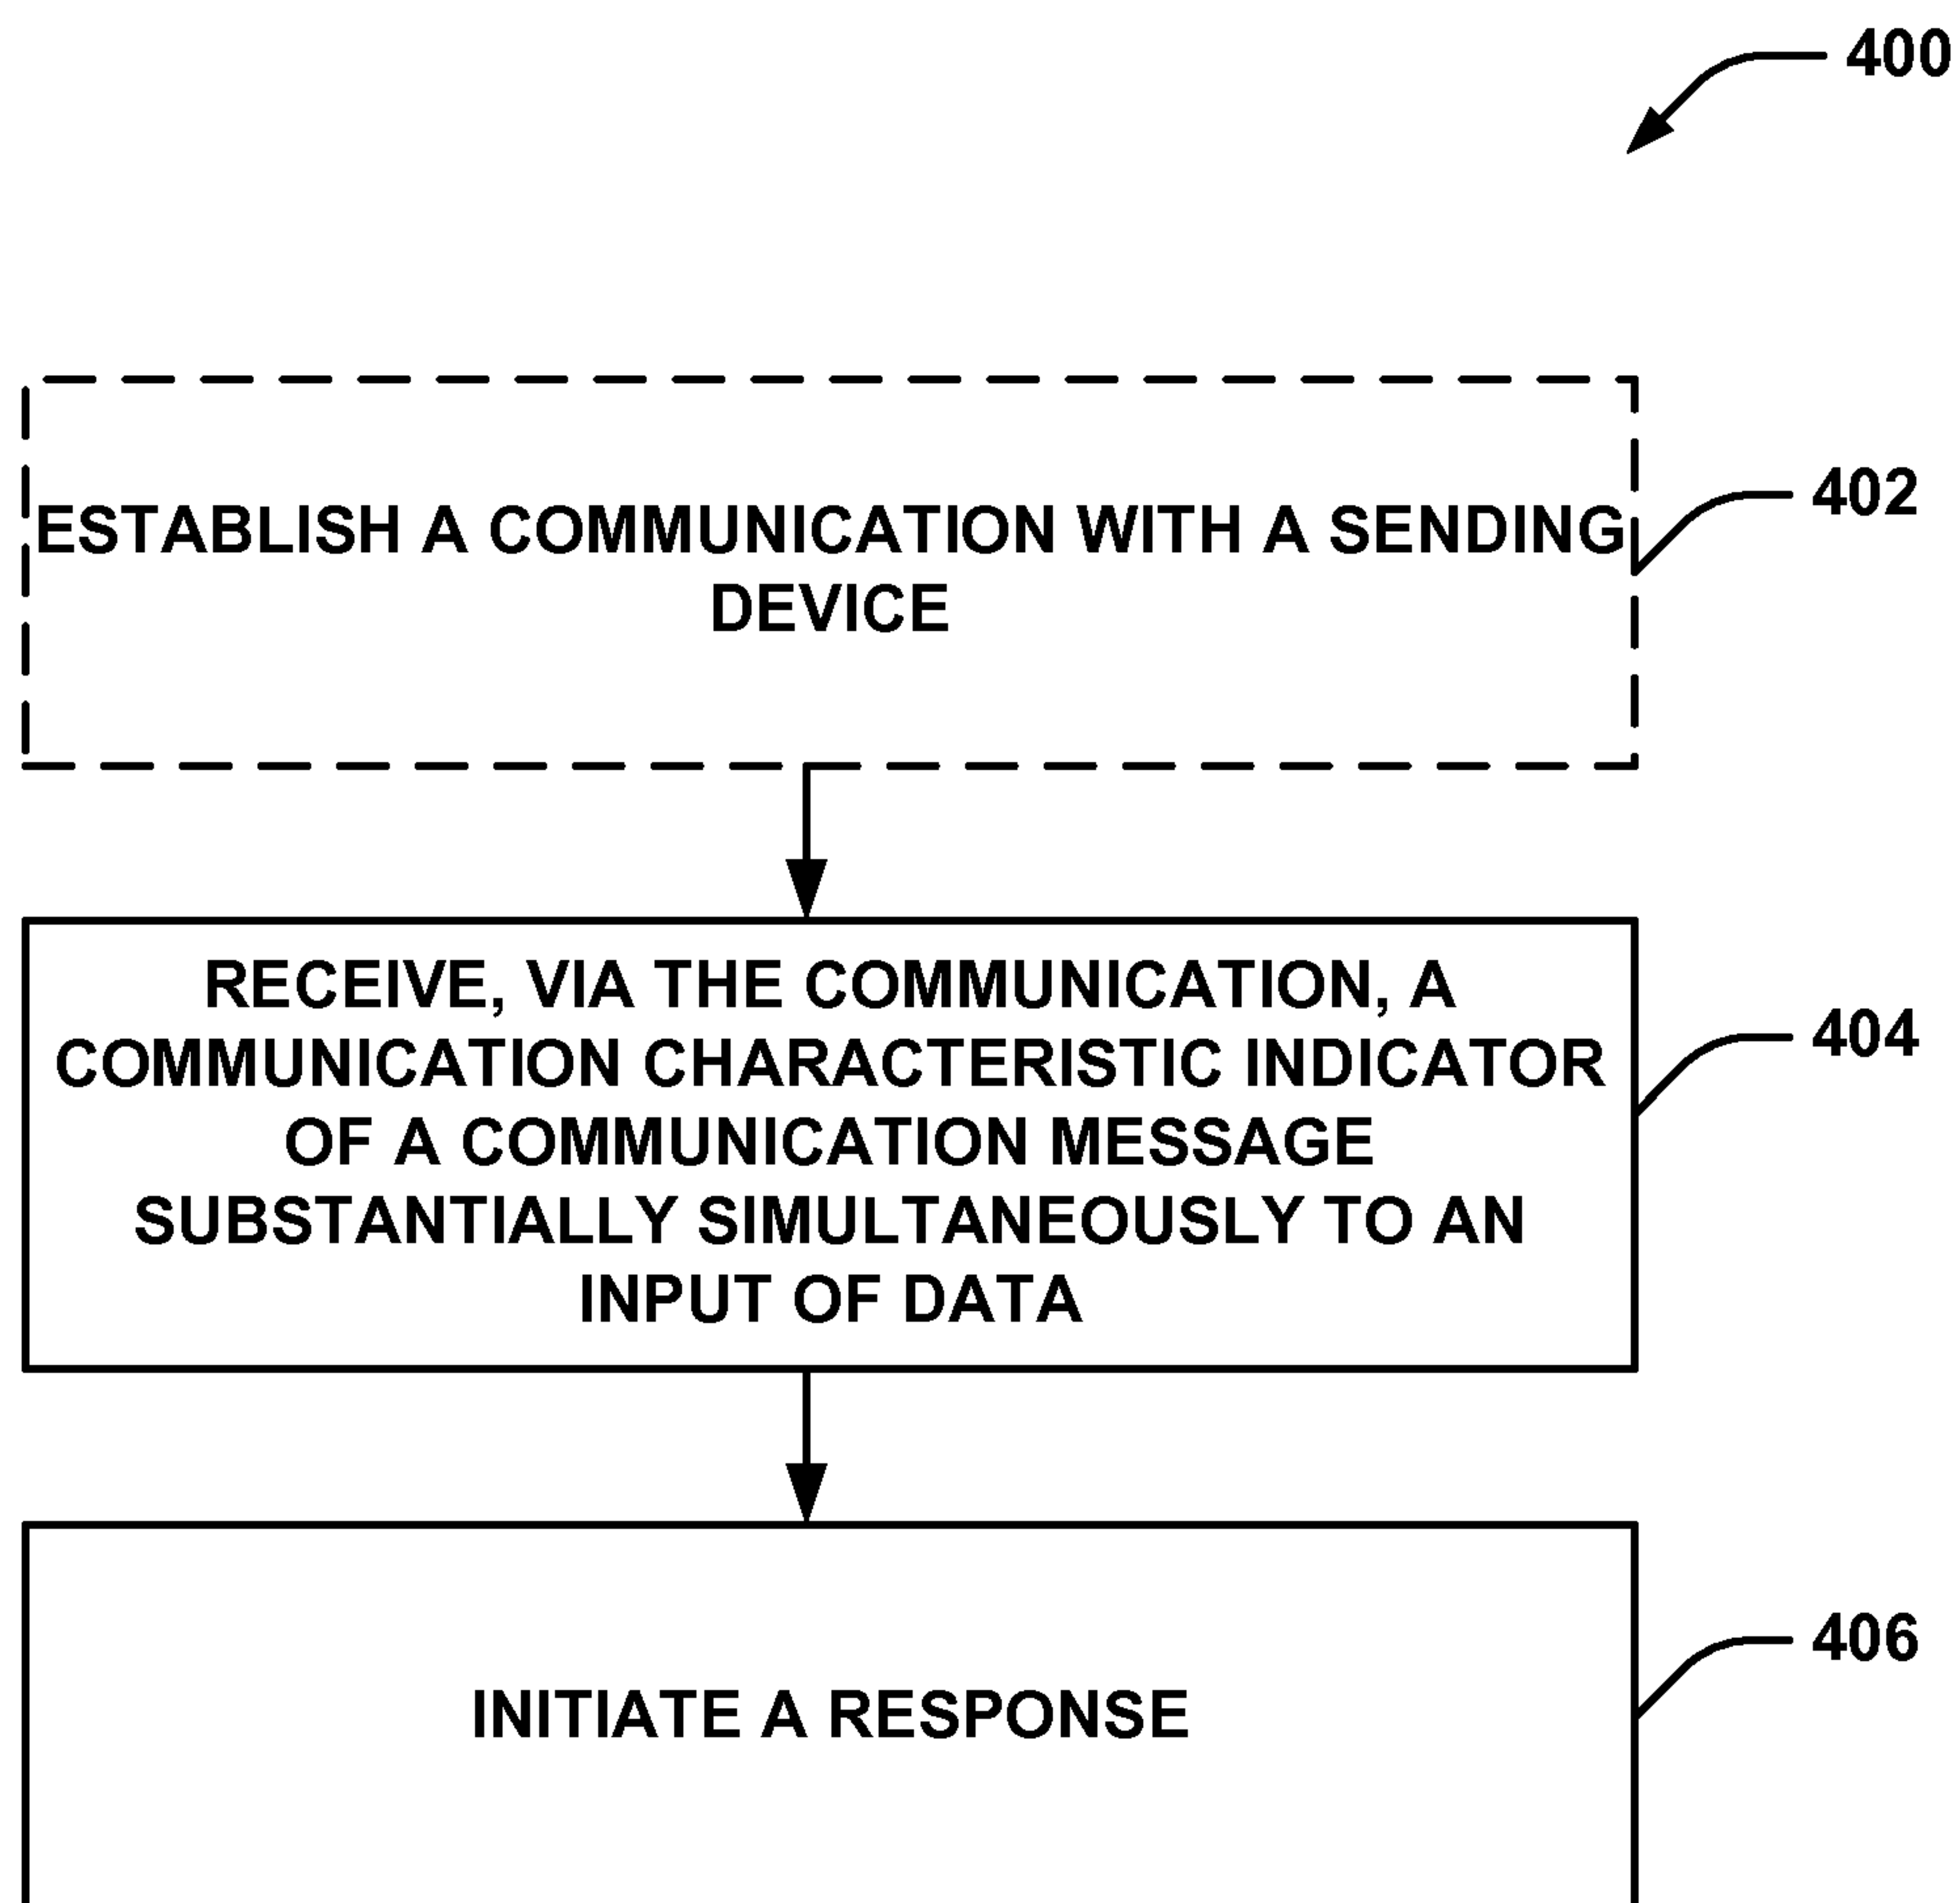 400
ESTABLISH A COMMUNICATION WITH A SENDING
DEVICE
402
RECEIVE, VIA THE COMMUNICATION, A
COMMUNICATION CHARACTERISTIC INDICATOR
OF A COMMUNICATION MESSAGE
SUBSTANTIALLY SIMULTANEOUSLY TO AN
INPUT OF DATA
404
INITIATE A RESPONSE
406